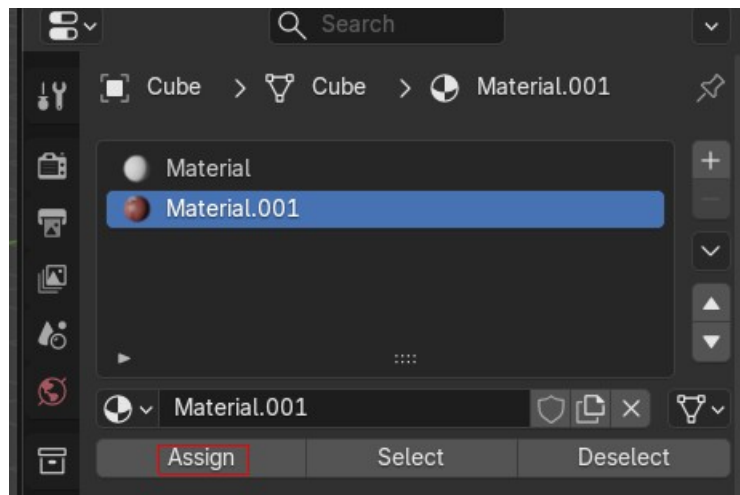 Search
Cube > Cube > Material.001
Material
Material.001
Material.001
Assign Select Deselect